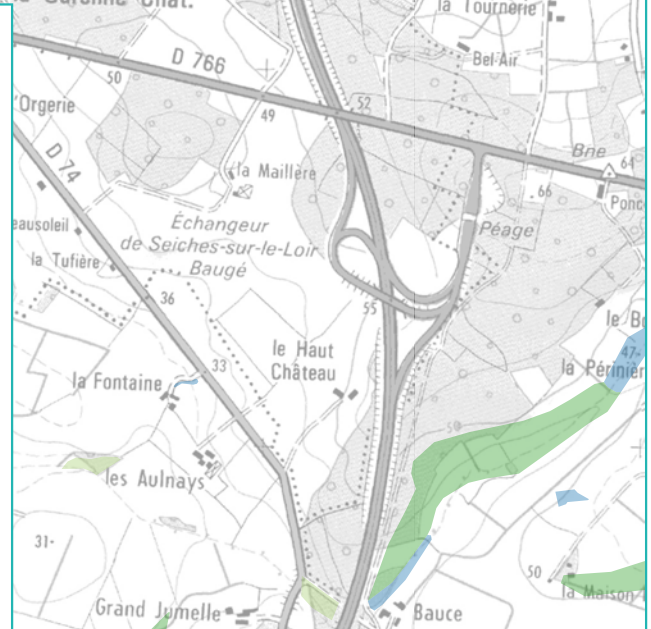 la Tournerie
Bel-Air
D 766
50
l'Orgerie
49
52
Bne
64
D 74
la Maillère
66
Ponc
Échangeur
de Seiches-sur-le-Loir
Baugé
Péage
eausoleil
la Tufière
36
55
le Haut
Château
33
le Bo
47
la Périnièr
la Fontaine
les Aulnays
31
50
la Maison
Grand Jumelle
Bauce